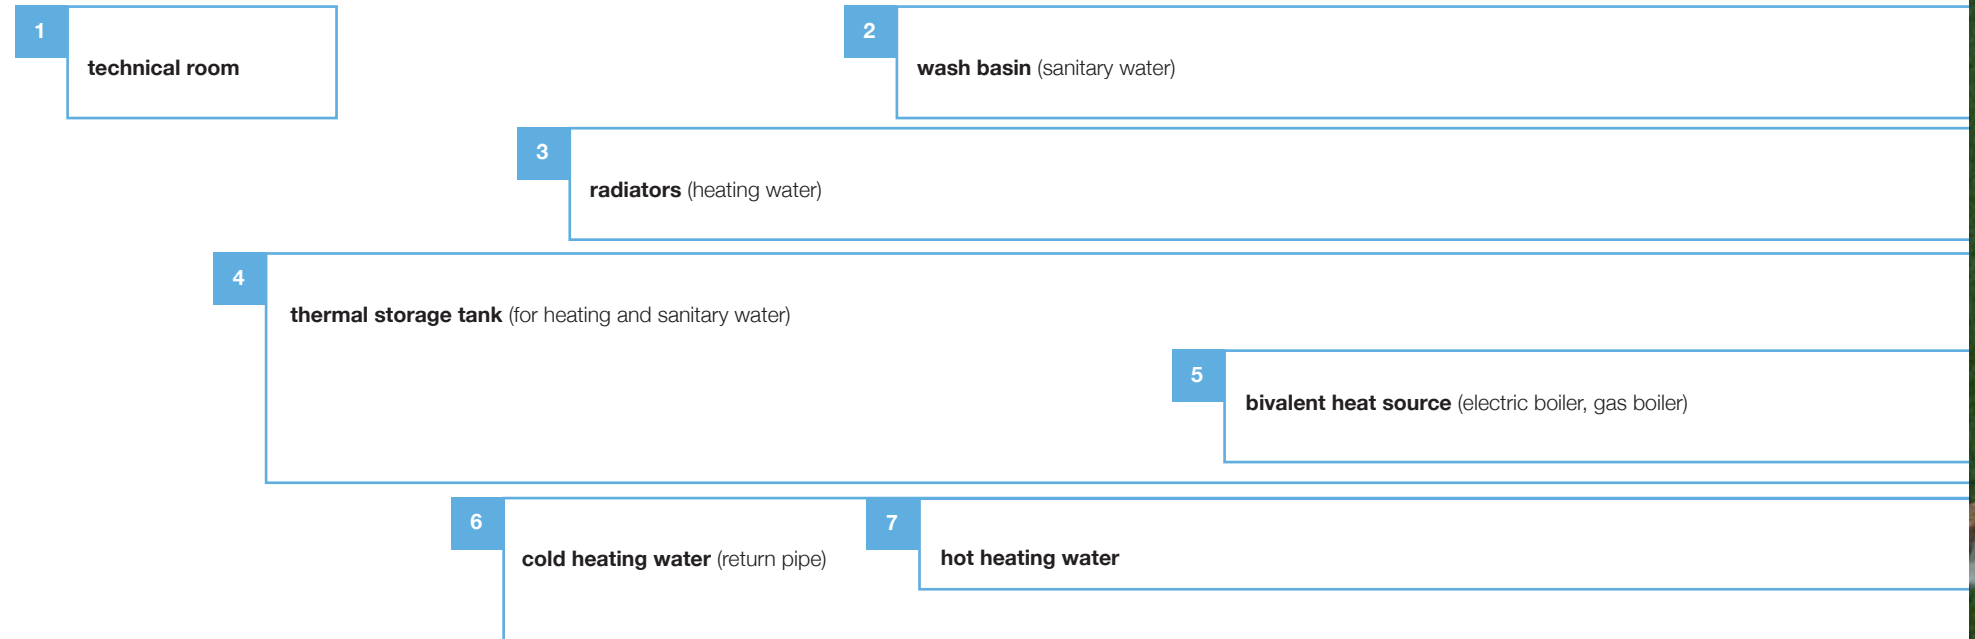 1
technical room
2
wash basin (sanitary water)
3
radiators (heating water)
4
thermal storage tank (for heating and sanitary water)
5
bivalent heat source (electric boiler, gas boiler)
6
cold heating water (return pipe)
7
hot heating water